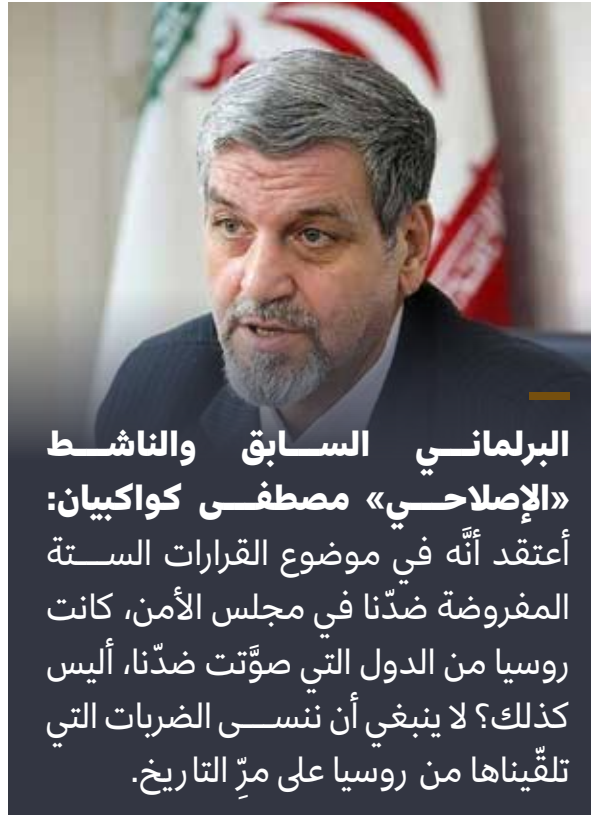 البرلماني السابق والناشط
«الإصلاحي» مصطفى كواكبيان:
أعتقد أنَّه في موضوع القرارات الستة
المفروضة ضدّنا في مجلس الأمن، كانت
روسيا من الدول التي صوَّتت ضدّنا، أليس
كذلك؟ لا ينبغي أن ننسى الضربات التي
تلقّيناها من روسيا على مرِّ التاريخ.